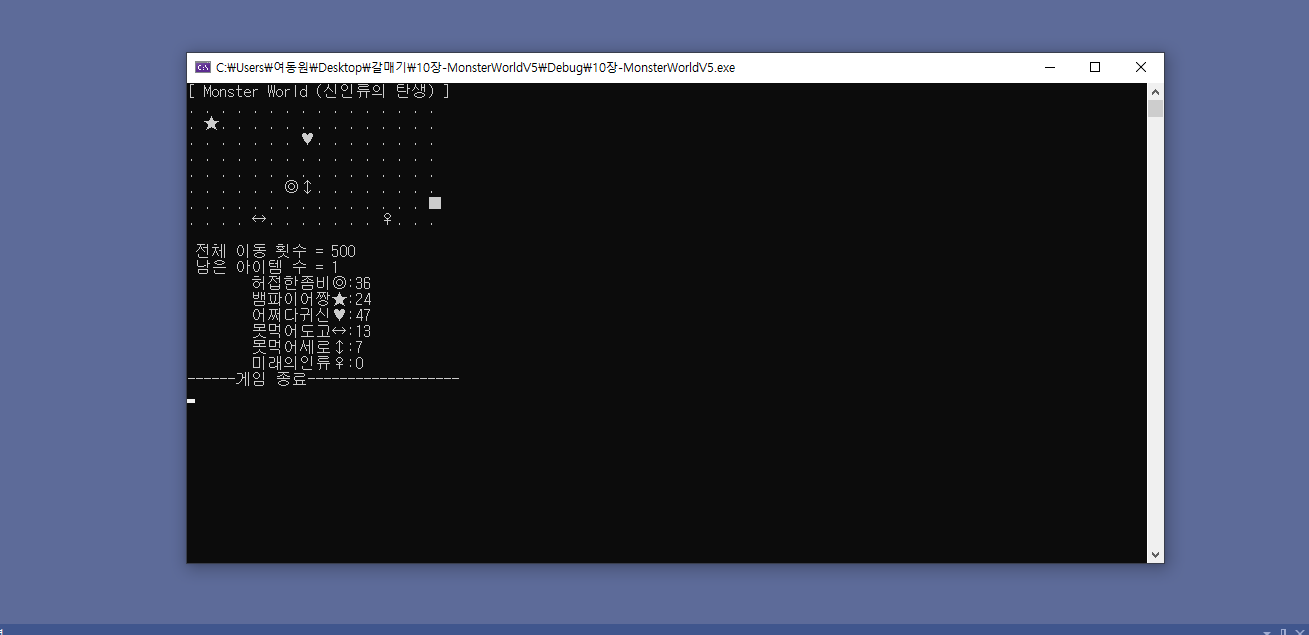 C:\Users\여동원\Desktop\갈매기\10장-MonsterWorldV5\Debug\10장-MonsterWorldV5.exe
[ Monster World (신인류의 탄생) ]
. . . . . . . . . . . . . . . .
. ★. . . . . . . . . . . . . .
. . . . . . . ♥. . . . . . . .
. . . . . . . . . . . . . . . .
. . . . . . . . . . . . . . . .
. . . . . . ◎↕. . . . . . . .
. . . . . . . . . . . . . . . ■
. . . . ↔. . . . . . . ♀. . .
전체 이동 횟수 = 500
남은 아이템 수 = 1
허접한좀비◎:36
뱀파이어짱★:24
어쩌다귀신♥:47
못먹어도고↔:13
못먹어세로↕:7
미래의인류♀:0
------게임 종료-------------------